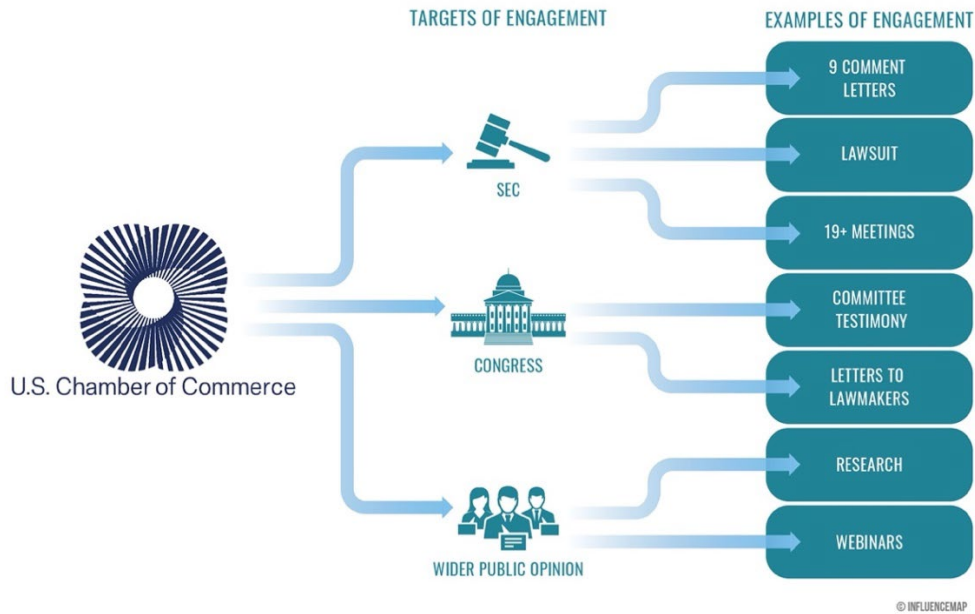 TARGETS OF ENGAGEMENT
EXAMPLES OF ENGAGEMENT
9 COMMENT
LETTERS
LAWSUIT
SEC
19+ MEETINGS
COMMITTEE
TESTIMONY
CONGRESS
U.S. Chamber of Commerce
LETTERS TO
LAWMAKERS
RESEARCH
WEBINARS
WIDER PUBLIC OPINION
© INFLUENCEMAP